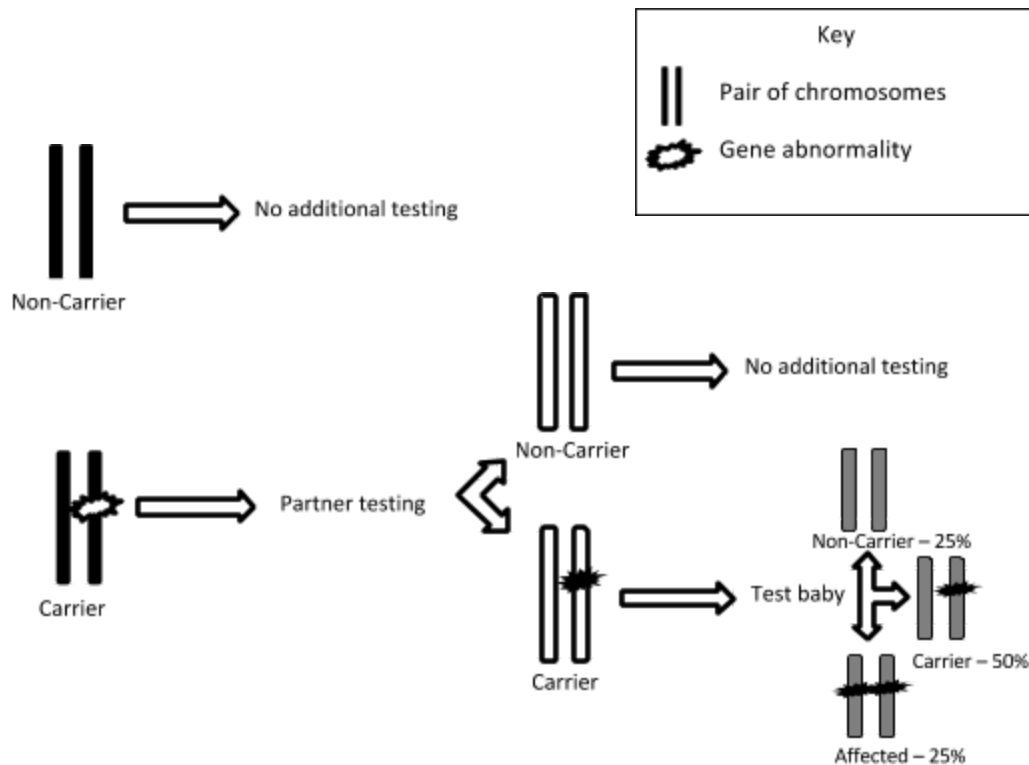 Key
Pair of chromosomes
Gene abnormality
No additional testing
Non-Carrier
No additional testing
Non-Carrier
Partner testing
Carrier
Test baby
Carrier
Non-Carrier – 25%
Carrier – 50%
Affected – 25%